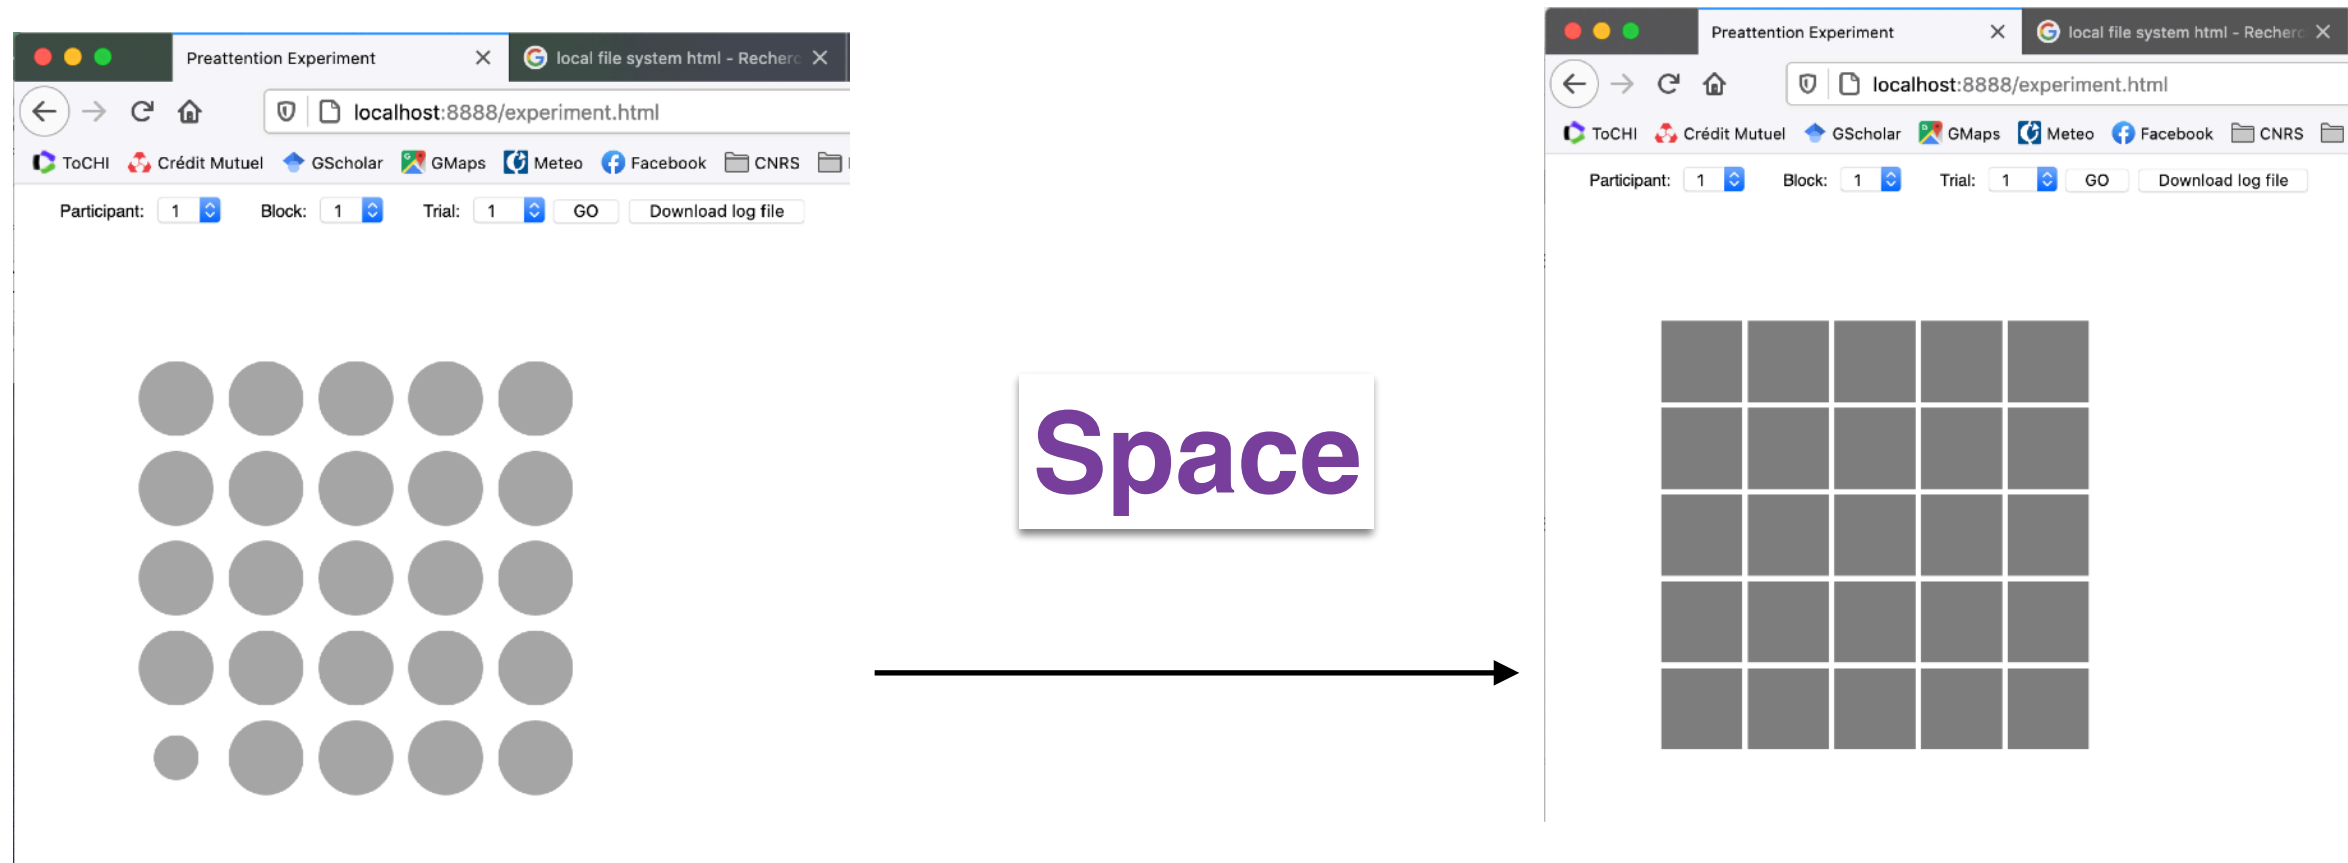 Preattention Experiment
local file system html - Recherc
localhost:8888/experiment.html
ToCHI Crédit Mutuel GScholar GMaps Meteo Facebook CNRS
Participant: 1 Block: 1 Trial: 1 GO Download log file
Space
Preattention Experiment
local file system html - Recherc
localhost:8888/experiment.html
ToCHI Crédit Mutuel GScholar GMaps Meteo Facebook CNRS
Participant: 1 Block: 1 Trial: 1 GO Download log file